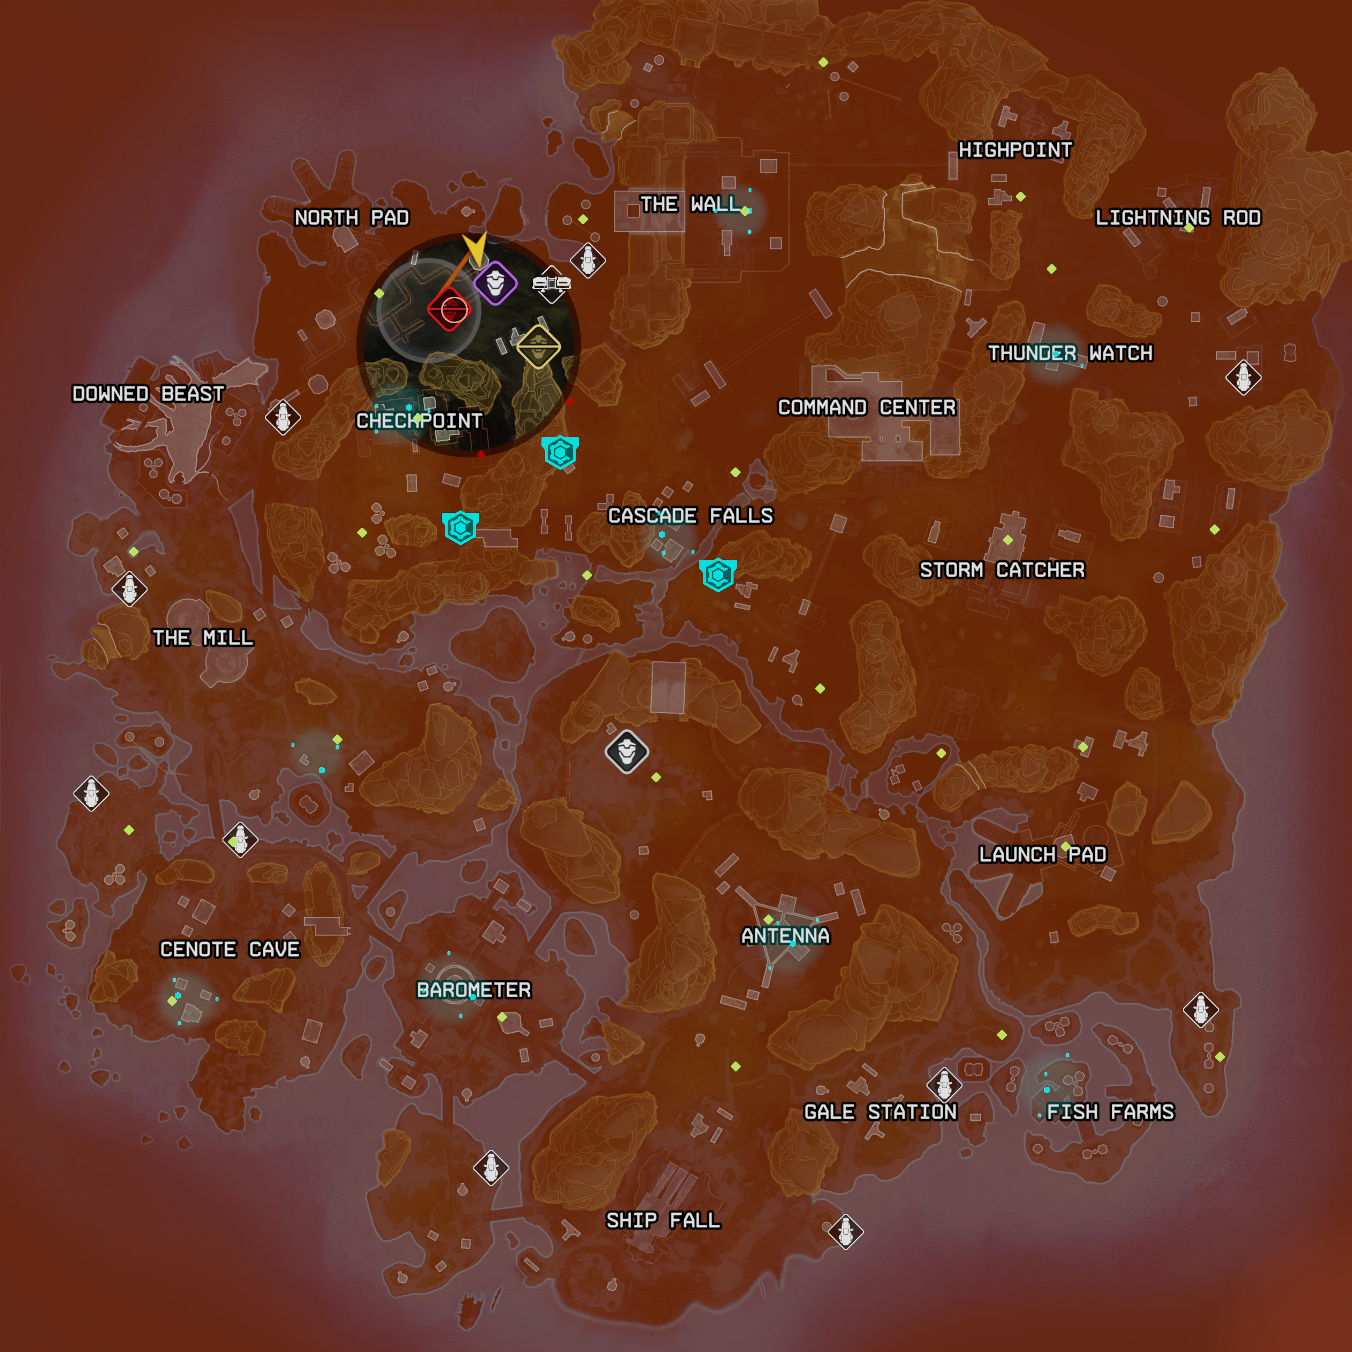 HIGHPOINT
THE WALL
NORTH PAD
LIGHTNING ROD
THUNDER WATCH
DOWNED BEAST
COMMAND CENTER
CHECKPOINT
CASCADE FALLS
STORM CATCHER
THE MILL
LAUNCH PAD
ANTENNA
CENOTE CAVE
BAROMETER
GALE STATION
FISH FARMS
SHIP FALL